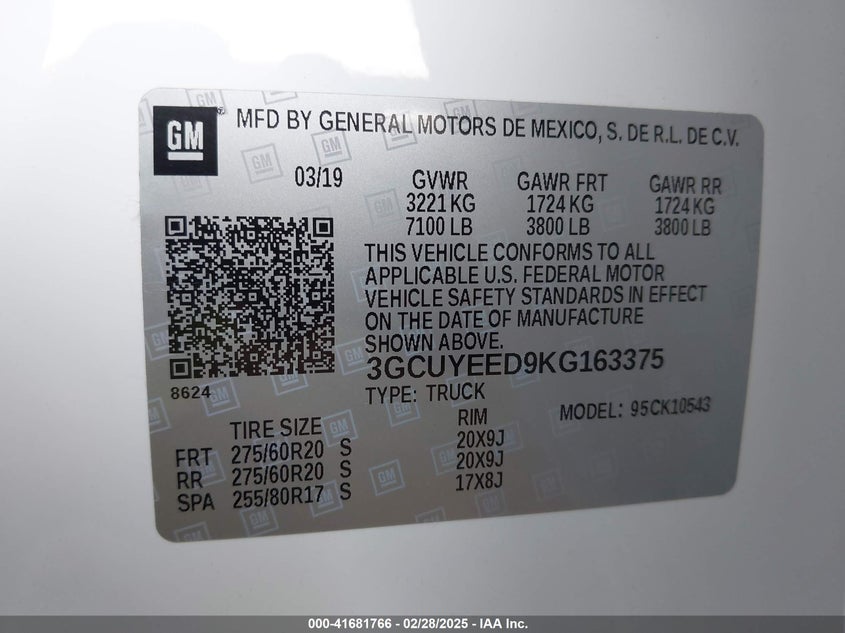 GM
MFD BY GENERAL MOTORS DE MEXICO, S. DE R.L. DE C.V.
03/19 GVWR GAWR FRT GAWR RR
3221 KG 1724 KG 1724 KG
7100 LB 3800 LB 3800 LB
THIS VEHICLE CONFORMS TO ALL
APPLICABLE U.S. FEDERAL MOTOR
VEHICLE SAFETY STANDARDS IN EFFECT
ON THE DATE OF MANUFACTURE
SHOWN ABOVE.
3GCUYEED9KG163375
8624
TYPE: TRUCK
MODEL: 95CK10543
TIRE SIZE RIM
FRT 275/60R20 S 20X9J
RR 275/60R20 S 20X9J
SPA 255/80R17 S 17X8J
000-41681766 - 02/28/2025 - IAA Inc.